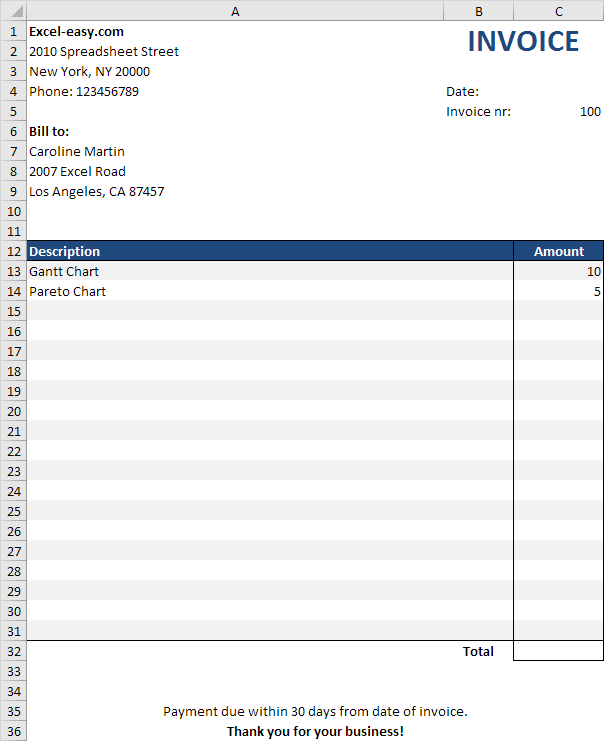 A B C
1 Excel-easy.com INVOICE
2 2010 Spreadsheet Street
3 New York, NY 20000
4 Phone: 123456789 Date:
5 Invoice nr: 100
6 Bill to:
7 Caroline Martin
8 2007 Excel Road
9 Los Angeles, CA 87457
10
11
12 Description Amount
13 Gantt Chart 10
14 Pareto Chart 5
15
16
17
18
19
20
21
22
23
24
25
26
27
28
29
30
31
32 Total
33
34
35 Payment due within 30 days from date of invoice.
36 Thank you for your business!